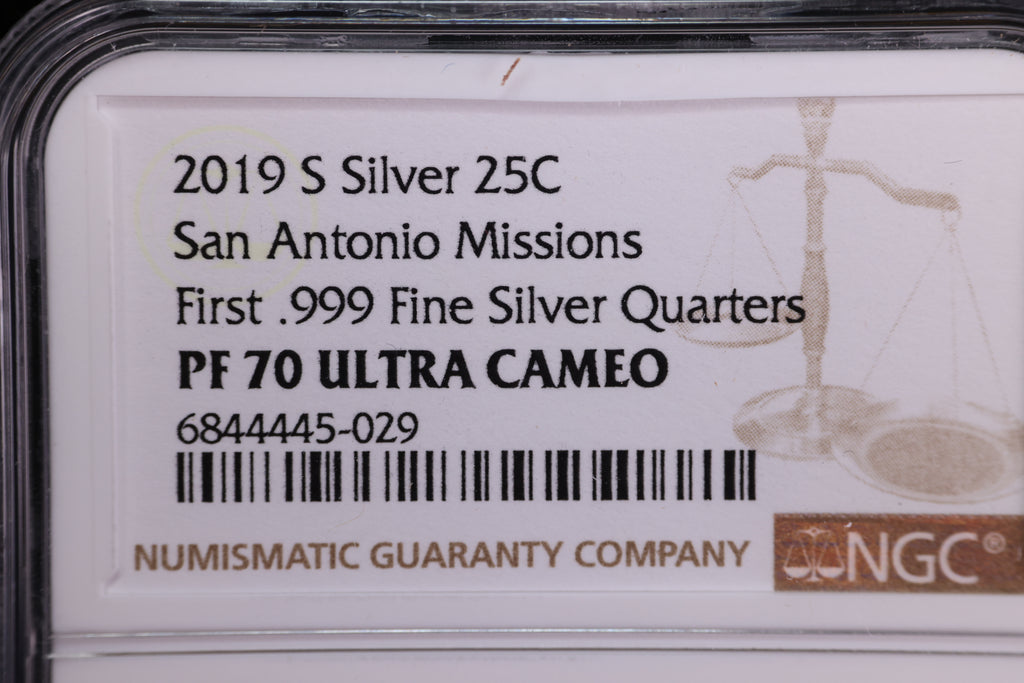 2019 S Silver 25C
San Antonio Missions
First .999 Fine Silver Quarters
PF 70 ULTRA CAMEO
6844445-029
NUMISMATIC GUARANTY COMPANY
NGC®